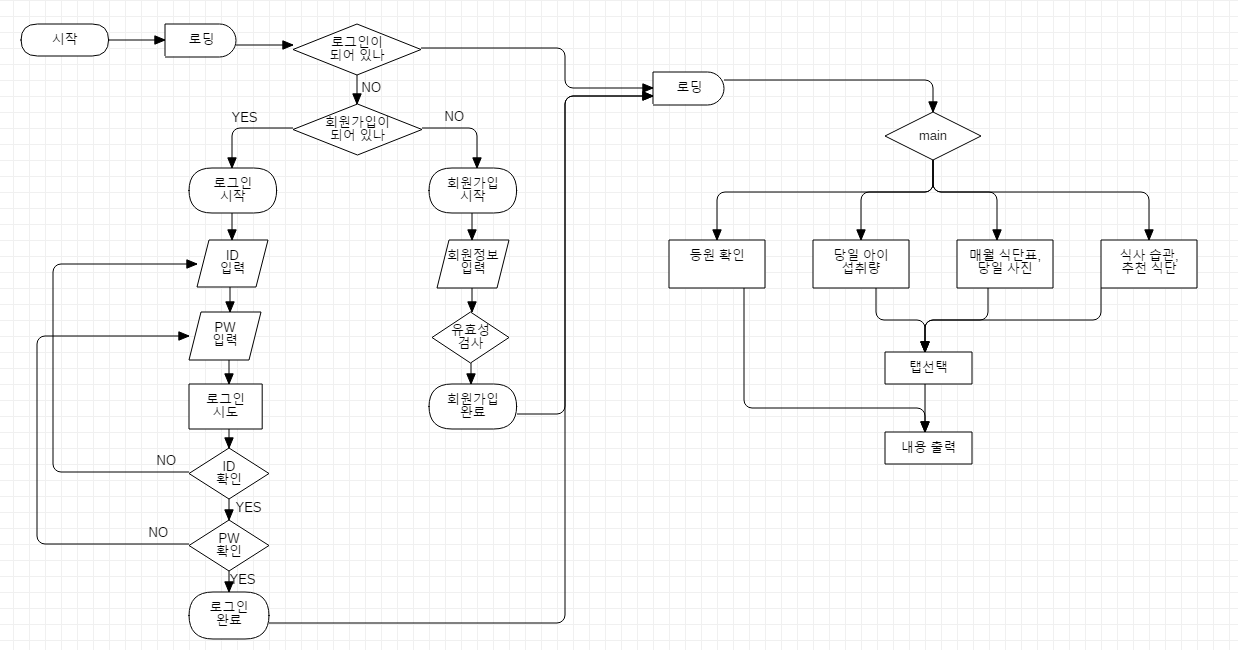 시작
로딩
로그인이
되어 있나
NO
회원가입이
되어 있나
YES
NO
로그인
시작
ID
입력
PW
입력
로그인
시도
ID
확인
NO
YES
PW
확인
NO
YES
로그인
완료
회원가입
시작
회원정보
입력
유효성
검사
회원가입
완료
로딩
main
등원 확인
당일 아이
섭취량
매월 식단표,
당일 사진
식사 습관,
추천 식단
탭선택
내용 출력